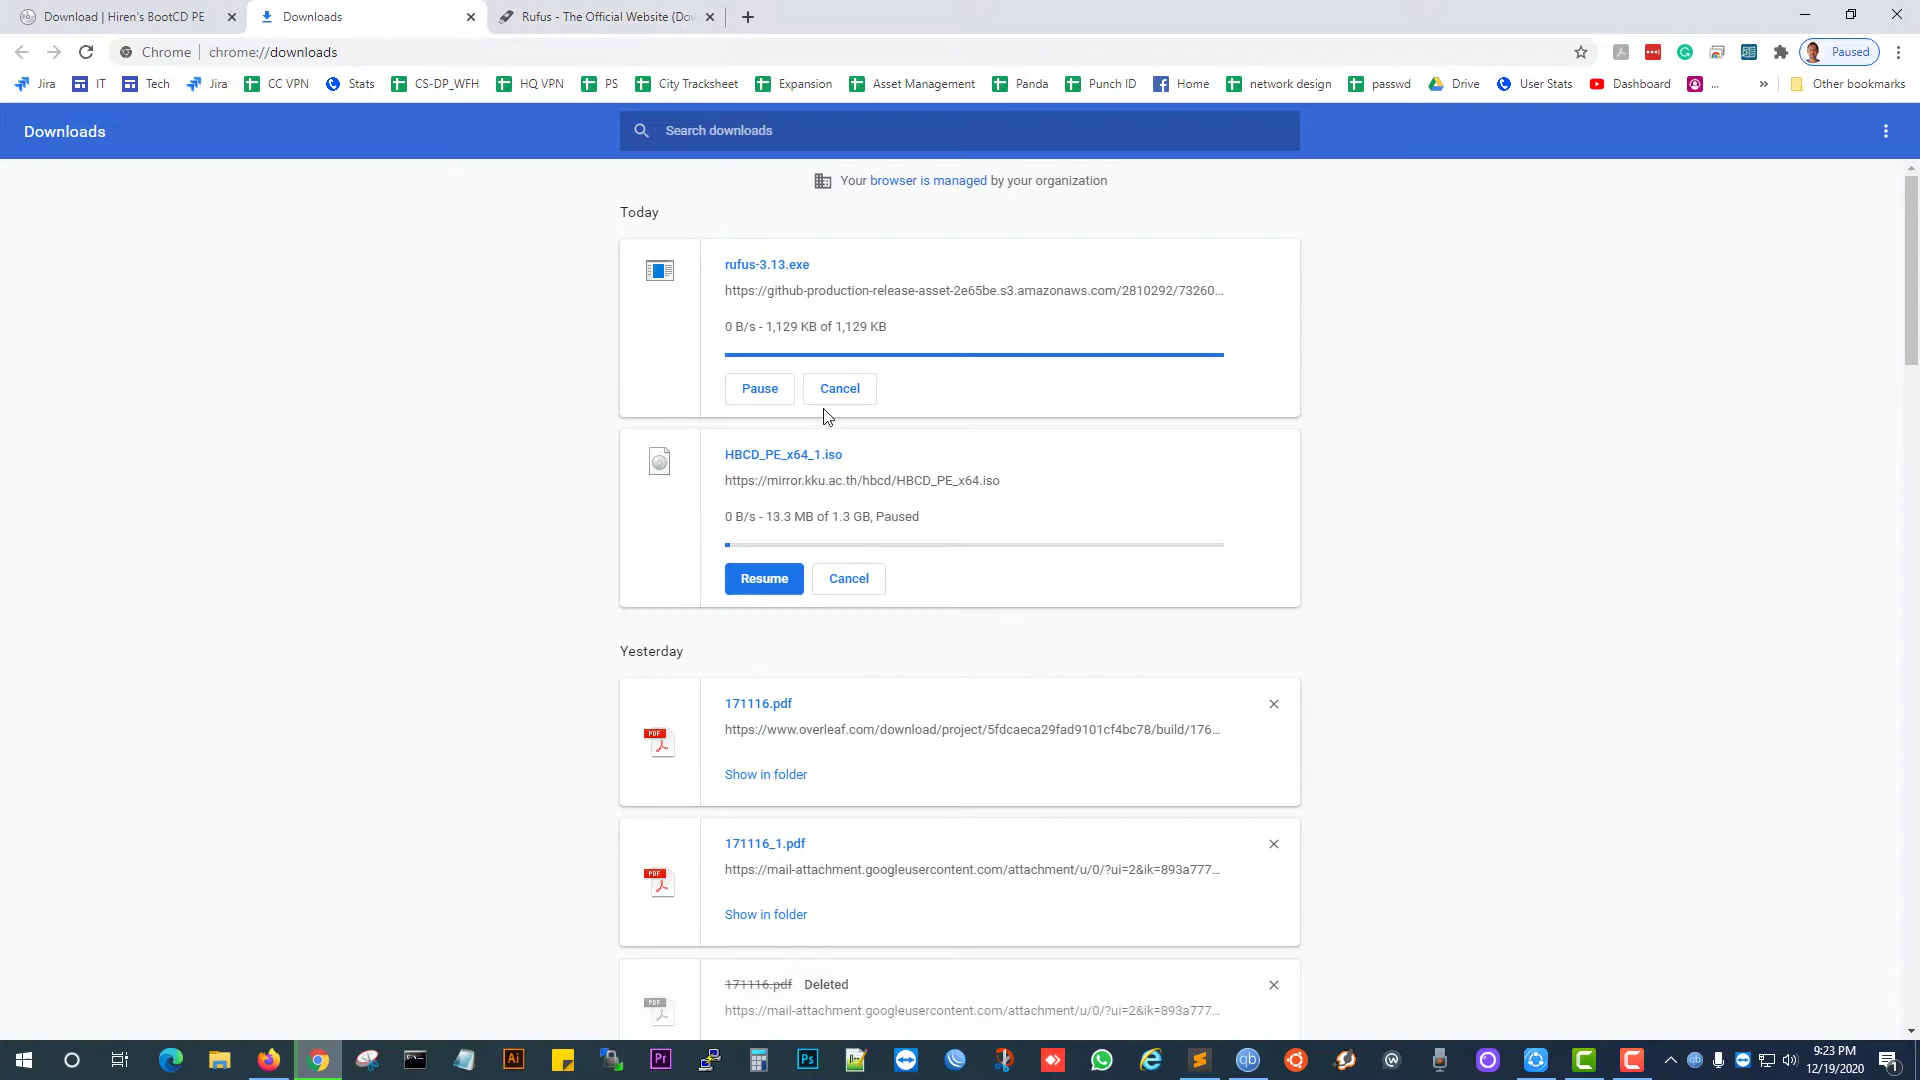 Download | Hiren's BootCD PE
Downloads
Rufus - The Official Website (Do
Chrome
chrome://downloads
Paused
Jira
IT
Tech
Jira
CC VPN
Stats
CS-DP_WFH
HQ VPN
PS
City Tracksheet
Expansion
Asset Management
Panda
Punch ID
Home
network design
passwd
Drive
User Stats
Dashboard
...
»
Other bookmarks
Downloads
Search downloads
Your browser is managed by your organization
Today
rufus-3.13.exe
https://github-production-release-asset-2e65be.s3.amazonaws.com/2810292/73260...
0 B/s - 1,129 KB of 1,129 KB
Pause
Cancel
HBCD_PE_x64_1.iso
https://mirror.kku.ac.th/hbcd/HBCD_PE_x64.iso
0 B/s - 13.3 MB of 1.3 GB, Paused
Resume
Cancel
Yesterday
PDF
171116.pdf
https://www.overleaf.com/download/project/5fdcaeca29fad9101cf4bc78/build/176...
Show in folder
PDF
171116_1.pdf
https://mail-attachment.googleusercontent.com/attachment/u/0/?ui=2&ik=893a777...
Show in folder
PDF
171116.pdf Deleted
https://mail-attachment.googleusercontent.com/attachment/u/0/?ui=2&ik=893a777...
Ai
Pr
Ps
qb
9:23 PM
12/19/2020
1